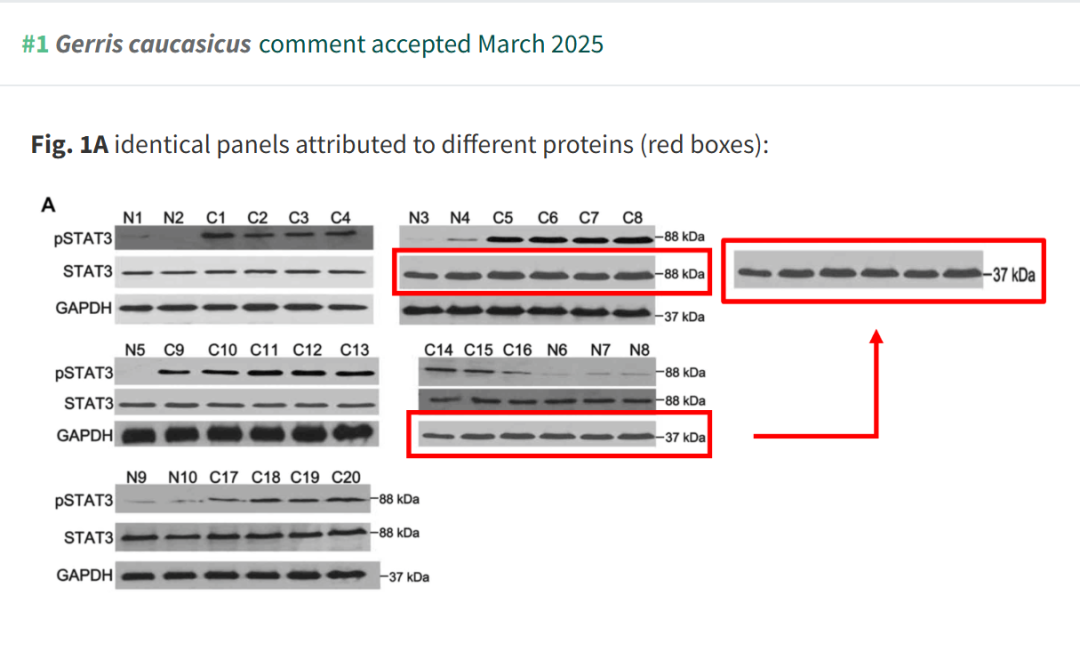 #1 Gerris caucasicus comment accepted March 2025
Fig. 1A identical panels attributed to different proteins (red boxes):
A
N1 N2 C1 C2 C3 C4
pSTAT3
STAT3
GAPDH
N3 N4 C5 C6 C7 C8
-88 kDa
-88 kDa
-37 kDa
-37 kDa
N5 C9 C10 C11 C12 C13
pSTAT3
STAT3
GAPDH
C14 C15 C16 N6 N7 N8
-88 kDa
-88 kDa
-37 kDa
N9 N10 C17 C18 C19 C20
pSTAT3 -88 kDa
STAT3 -88 kDa
GAPDH -37 kDa